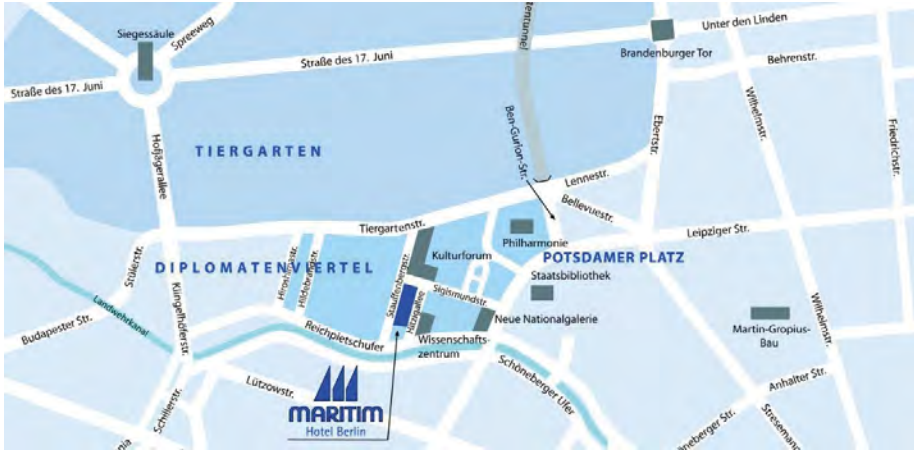 Siegessäule
Spreeweg
Straße des 17. Juni
Straße des 17. Juni
Unter den Linden
Brandenburger Tor
Behrenstr.
Wilhelmstr.
Friedrichstr.
Ebertstr.
Hofjägerallee
TIERGARTEN
Ben-Gurion-Str.
Lennestr.
Bellevuestr.
Tiergartenstr.
Leipziger Str.
Stülerstr.
DIPLOMATENVIERTEL
Hildebrandstr.
Stauffenbergstr.
Hitzigallee
Kulturforum
Philharmonie
POTSDAMER PLATZ
Staatsbibliothek
Sigismundstr.
Landwehrkanal
Budapester Str.
Reichpietschufer
Wissenschafts-
zentrum
Neue Nationalgalerie
Martin-Gropius-
Bau
Wilhelmstr.
Lützowstr.
Schöneberger Ufer
Schillerstr.
Anhalter Str.
MARITIM
Hotel Berlin